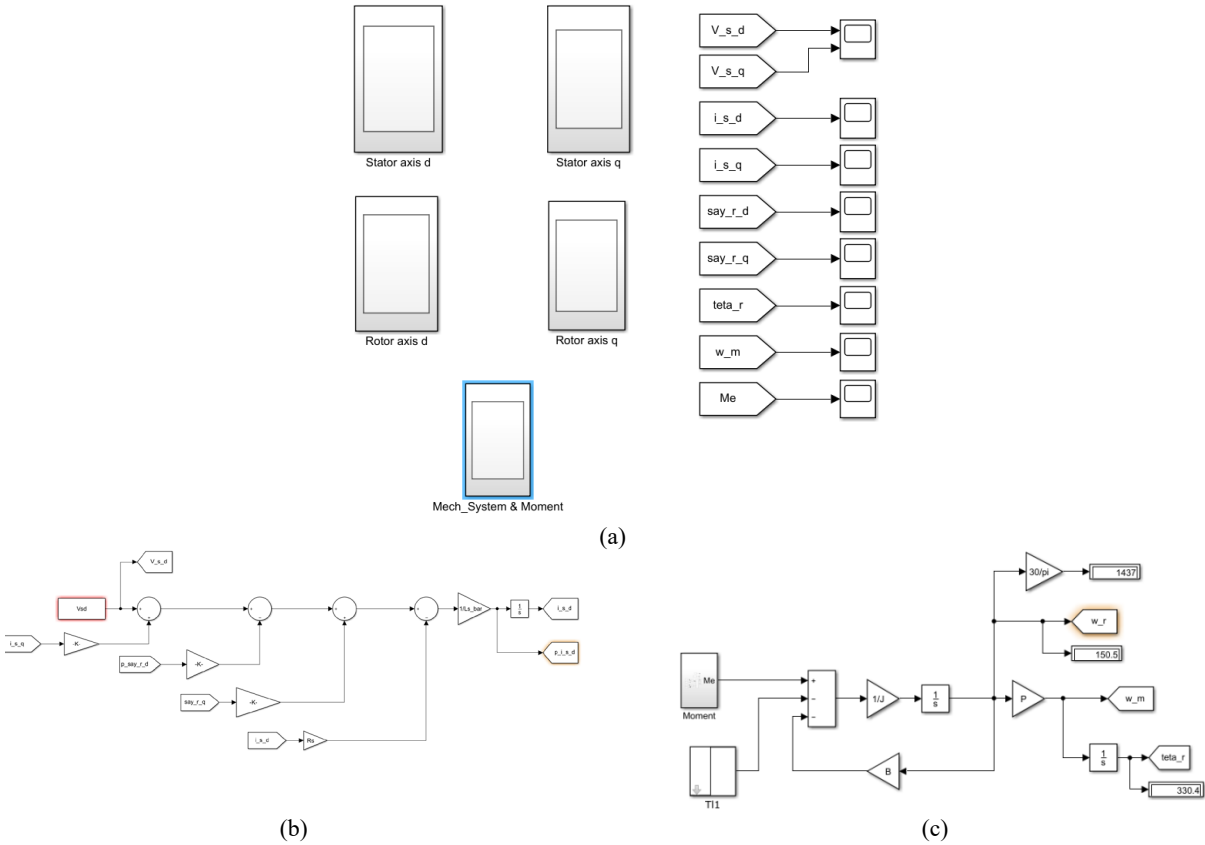 Stator axis d
Stator axis q
Rotor axis d
Rotor axis q
Mech_System & Moment
V_s_d
V_s_q
i_s_d
i_s_q
say_r_d
say_r_q
teta_r
w_m
Me
(a)
V_s_d
Vsd
i_s_q
-K-
p_say_r_d
-K-
say_r_q
-K-
i_s_d
Rs
1/Ls_bar
1
s
i_s_d
p_i_s_d
(b)
30/pi
1437
w_r
150.5
Me
Moment
+
−
−
1/J
1
s
P
w_m
B
Tl1
1
s
teta_r
330.4
(c)